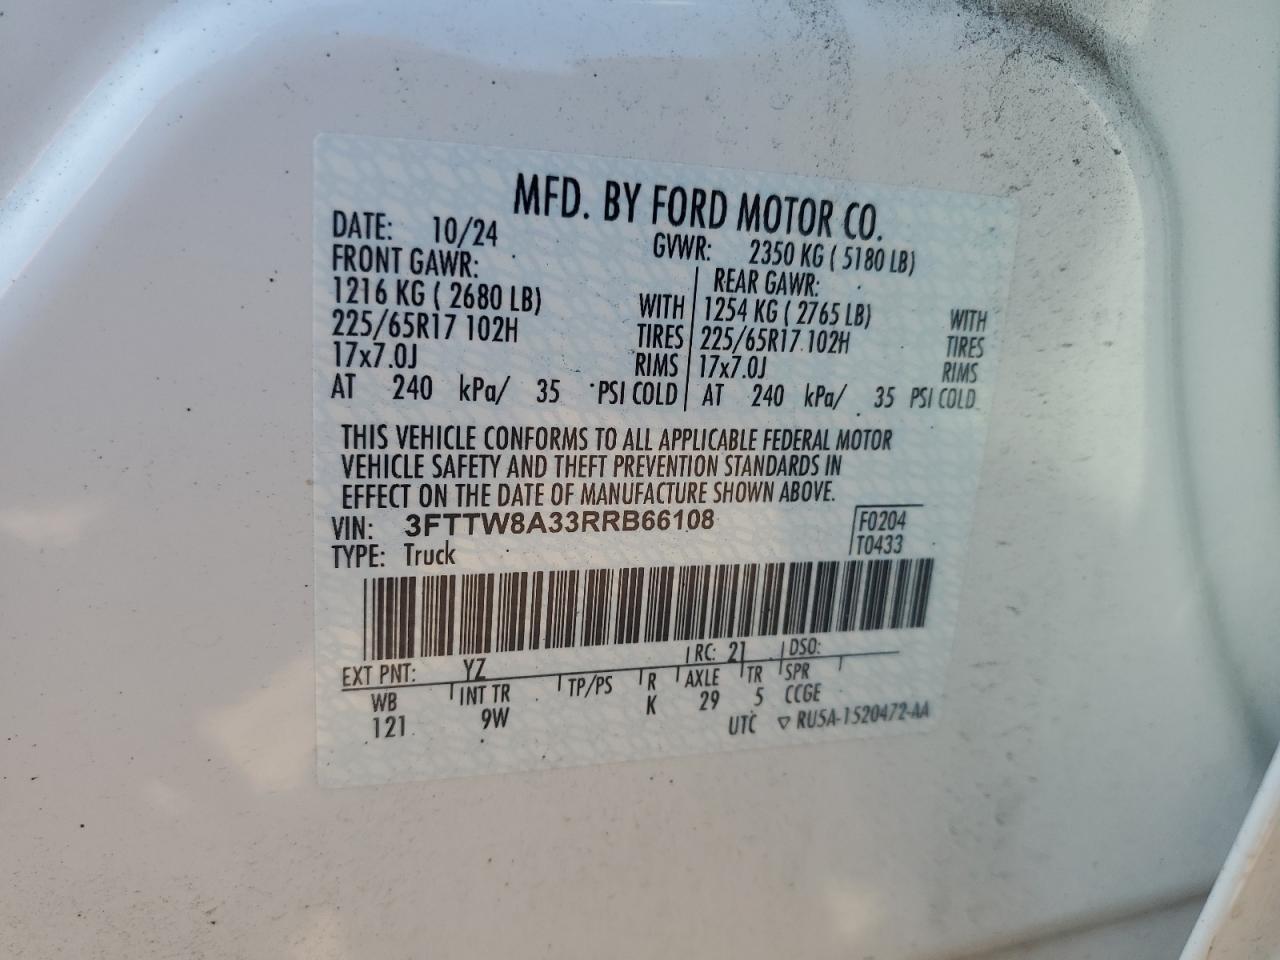 MFD. BY FORD MOTOR CO.
DATE: 10/24 GVWR: 2350 KG ( 5180 LB)
FRONT GAWR: REAR GAWR:
1216 KG ( 2680 LB) WITH 1254 KG ( 2765 LB) WITH
225/65R17 102H TIRES 225/65R17 102H TIRES
17x7.0J RIMS 17x7.0J RIMS
AT 240 kPa/ 35 PSI COLD AT 240 kPa/ 35 PSI COLD
THIS VEHICLE CONFORMS TO ALL APPLICABLE FEDERAL MOTOR
VEHICLE SAFETY AND THEFT PREVENTION STANDARDS IN
EFFECT ON THE DATE OF MANUFACTURE SHOWN ABOVE.
VIN: 3FTTW8A33RRB66108 F0204
TYPE: Truck T0433
EXT PNT: YZ RC: 21 DSO:
WB INT TR TP/PS R AXLE TR SPR
121 9W K 29 5 CCGE
UTC ▽ RU5A-1520472-AA